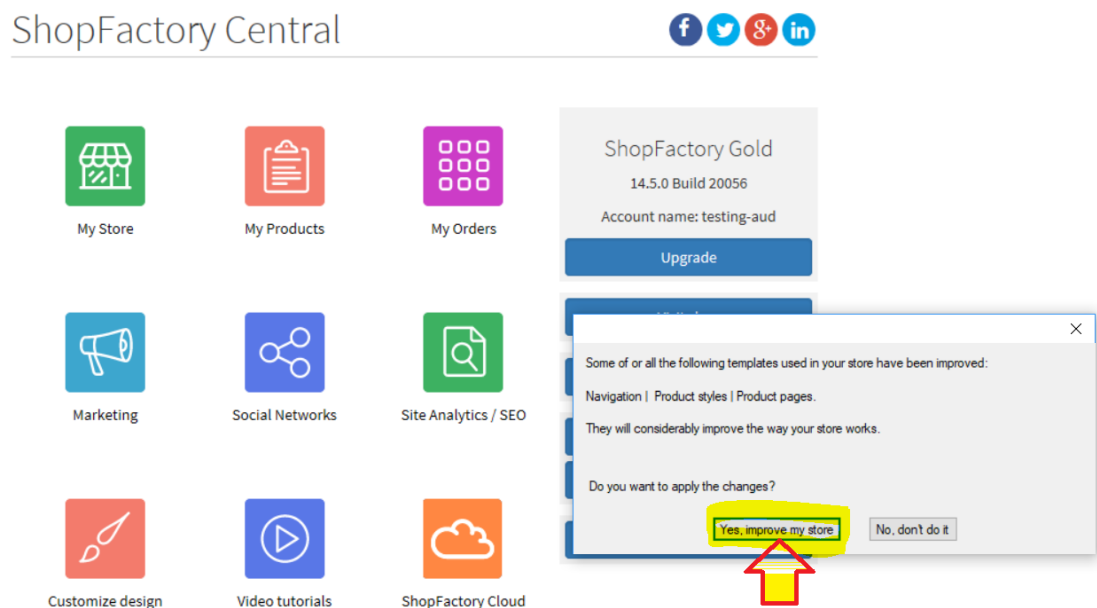 ShopFactory Central
f
8+
in
My Store
My Products
My Orders
ShopFactory Gold
14.5.0 Build 20056
Account name: testing-aud
Upgrade
Marketing
Social Networks
Site Analytics / SEO
Some of or all the following templates used in your store have been improved:
Navigation | Product styles | Product pages.
They will considerably improve the way your store works.
Do you want to apply the changes?
Yes, improve my store
No, don't do it
Customize design
Video tutorials
ShopFactory Cloud